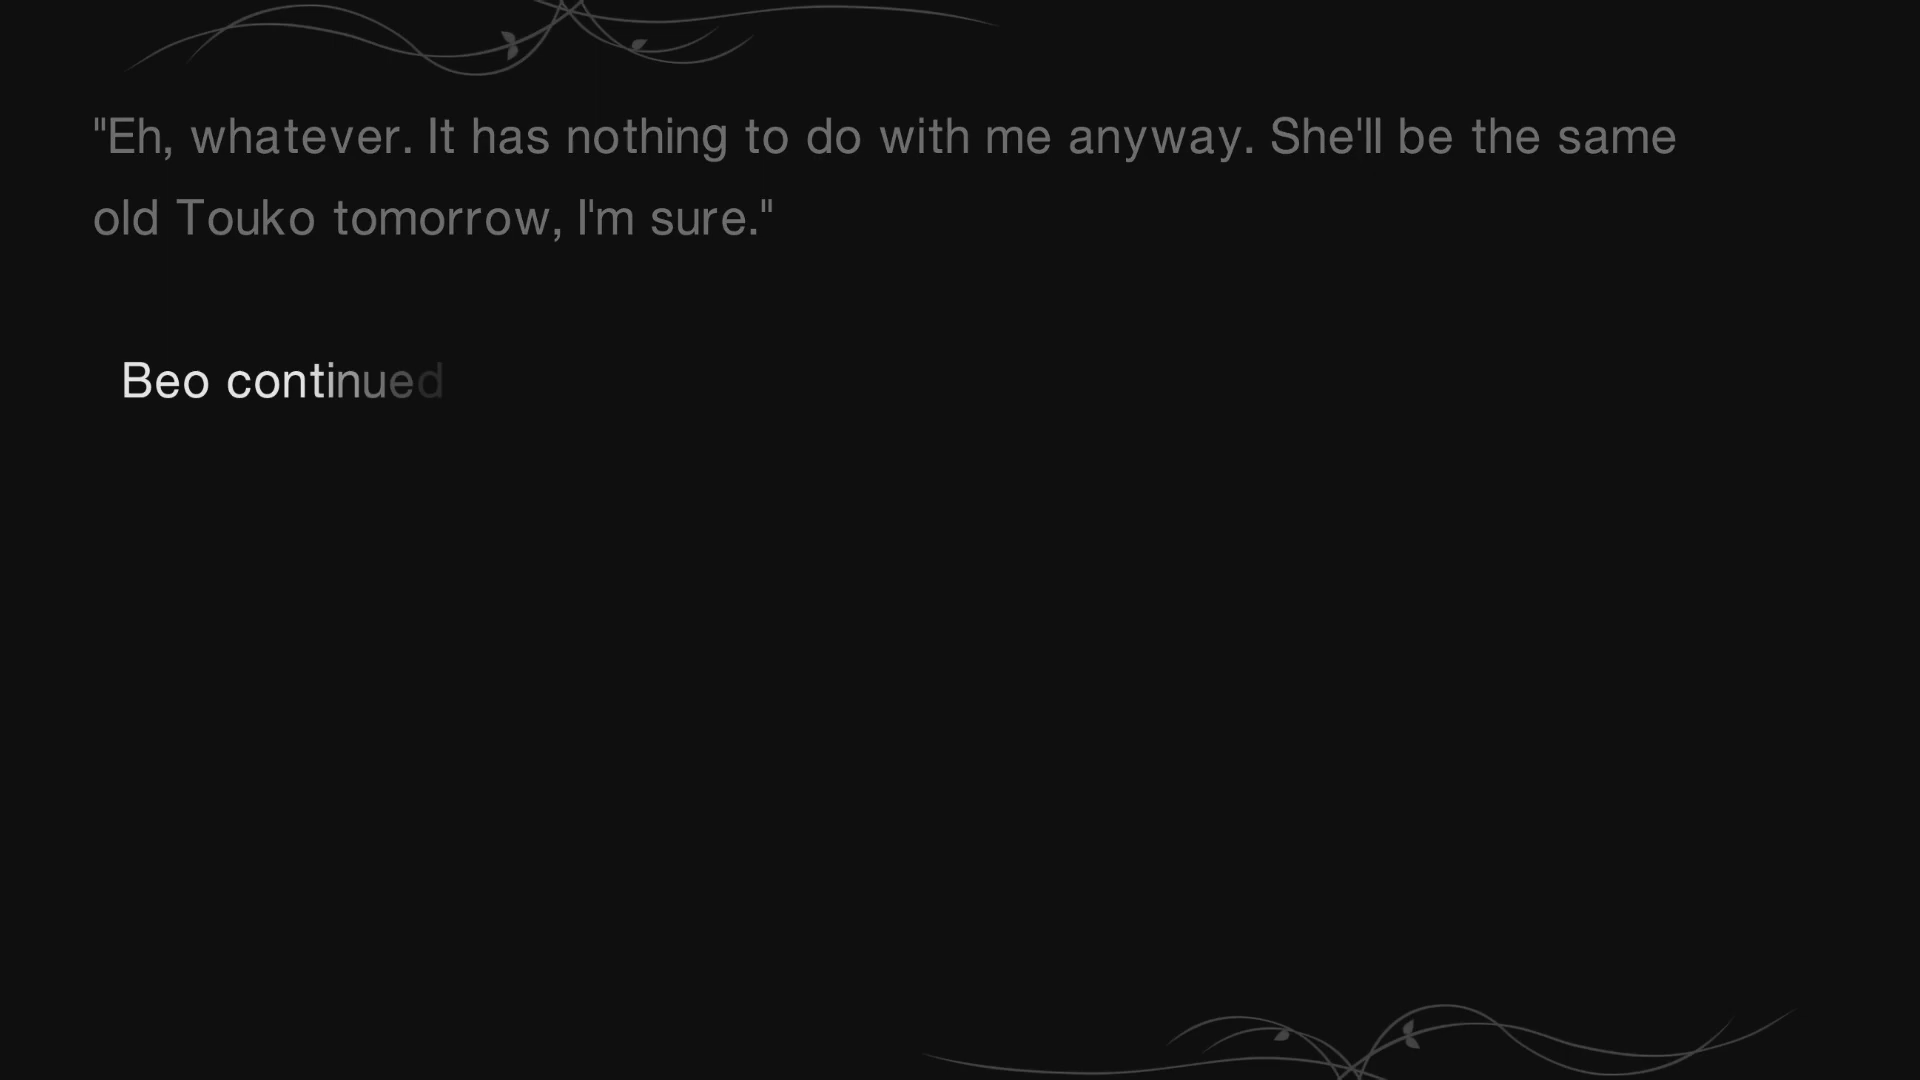 "Eh, whatever. It has nothing to do with me anyway. She'll be the same
old Touko tomorrow, I'm sure."
Beo continued